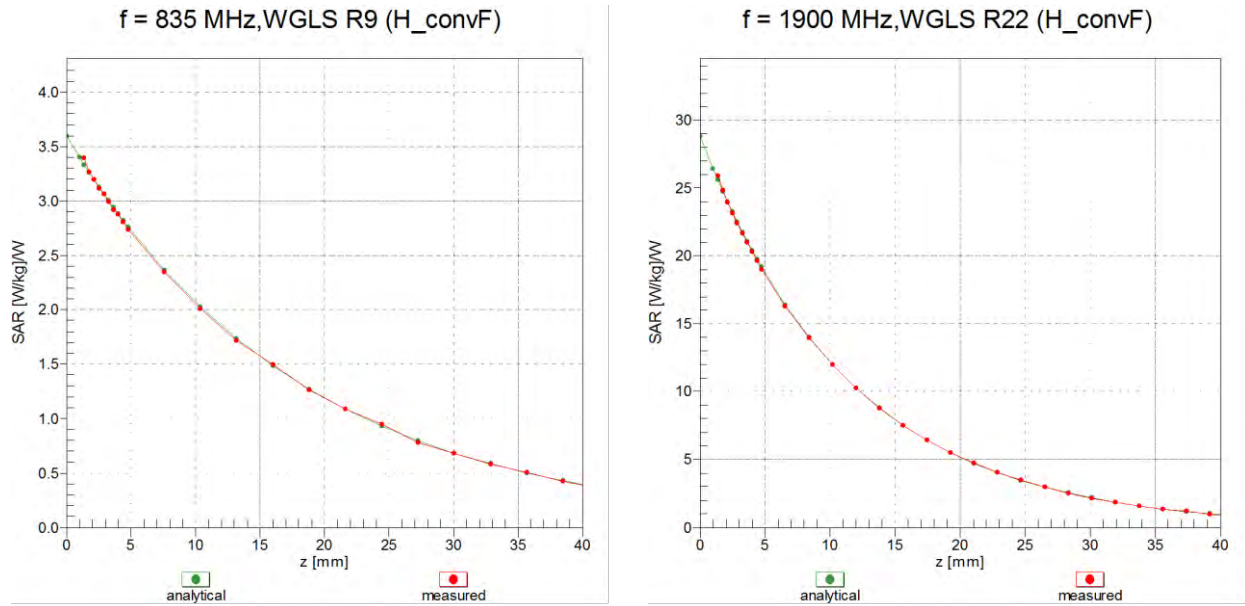 f = 835 MHz,WGLS R9 (H_convF)
4.0
3.5
3.0
2.5
2.0
1.5
1.0
0.5
0.0
SAR [W/kg]/W
0 5 10 15 20 25 30 35 40
z [mm]
analytical measured
f = 1900 MHz,WGLS R22 (H_convF)
30
25
20
15
10
5
0
SAR [W/kg]/W
0 5 10 15 20 25 30 35 40
z [mm]
analytical measured